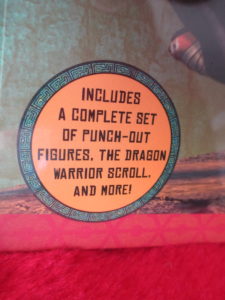 INCLUDES
A COMPLETE SET
OF PUNCH-OUT
FIGURES, THE DRAGON
WARRIOR SCROLL,
AND MORE!